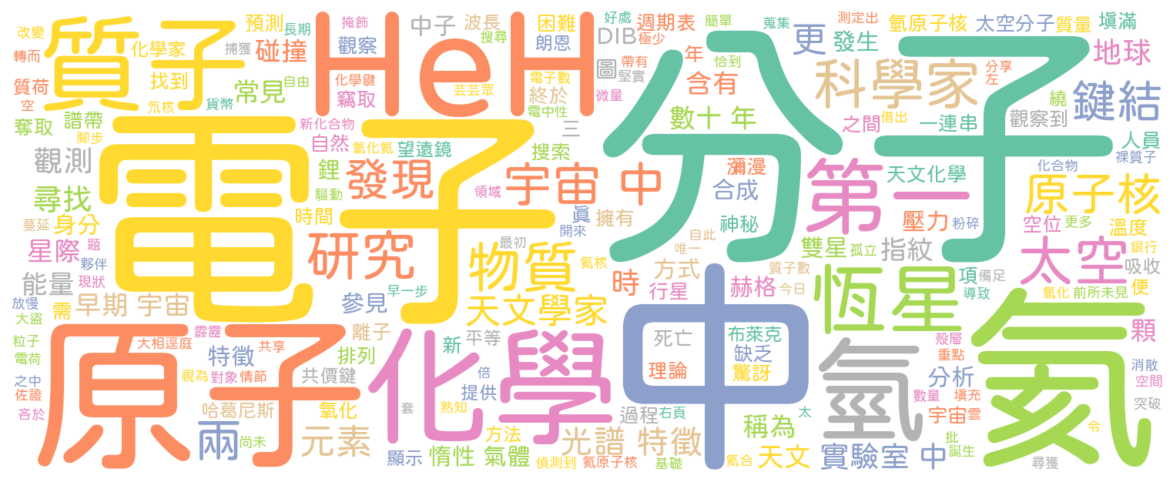 改變
預測
長期
掩飾
中子
波長
困難
好處
週期表
簡單
蒐集
測定出
氫原子核
太空分子
質量
填滿
質子
化學家
碰撞
觀察
搜尋
朗恩
DIB
極少
更
發生
地球
轉而
捕獲
HeH
年
恰到
科學家
分享
左
質荷
找到
化學鍵
電子數
圖
帶有
含有
鍵結
空
氘核
常見
自由
竊取
芸芸眾
堅實
微量
借出
繞
奪取
譜帶
貨幣
終於
電中性
數十 年
之間
一連串
觀察到
腳步
新化合物
三
分子
人員
電子
自然
氯化氮
望遠鏡
搜索
瀰漫
天文化學
裸質子
觀測
鋰
發現
宇宙 中
合成
第一
化合物
尋找
驅動
領域
原子核
蔓延
身分
時間
真
擁有
神秘
壓力
粉碎
空位
更多
溫度
星際
題
研究
開來
自此
雙星
孤立
指紋
太空
銀行
夥伴
最初
物質
唯一
吸收
能量
現狀
氦核
方式
質子數
項
備足
放慢
早期 宇宙
參見
早一步
時
行星
赫格
今日
恆星
導致
氫化
前所未見
便
大盜
需
天文學家
粒子
原子
霹靂
離子
新
平等
死亡
布萊克
中
氫
氦
殼層
顆
電荷
大相逕庭
特徵
共享
排列
化學
缺乏
重點
消散
之中
視為
對象
情節
共價鍵
倍
提供
理論
驚訝
分析
空間
佐證
數量
填充
吝於
哈葛尼斯
氧化
套
熟知
過程
右頁
稱為
太
宇宙雲
突破
兩
尚未
元素
方法
光譜 特徵
批
誕生
令
顯示
惰性 氣體
偵測到
氦原子核
基礎
氦合
天文
實驗室 中
尋獲